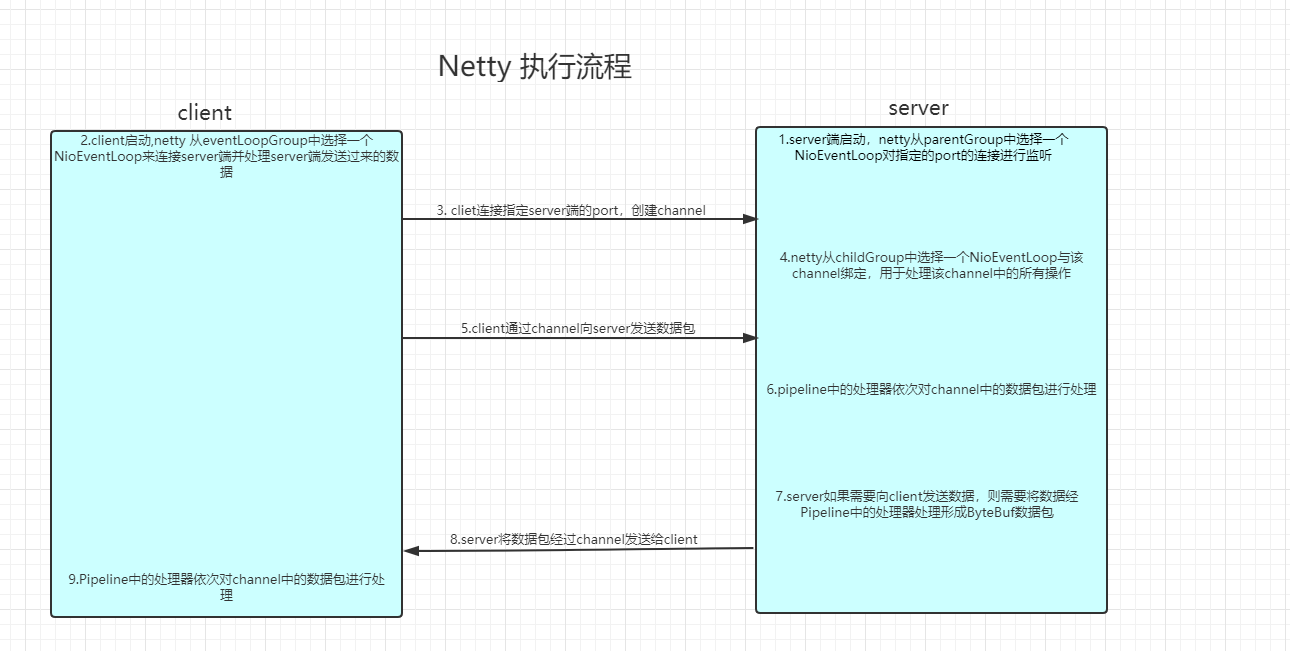 Netty 执行流程
client
server
2.client启动,netty 从eventLoopGroup中选择一个
NioEventLoop来连接server端并处理server端发送过来的数
据
1.server端启动，netty从parentGroup中选择一个
NioEventLoop对指定的port的连接进行监听
3. cliet连接指定server端的port，创建channel
4.netty从childGroup中选择一个NioEventLoop与该
channel绑定，用于处理该channel中的所有操作
5.client通过channel向server发送数据包
6.pipeline中的处理器依次对channel中的数据包进行处理
7.server如果需要向client发送数据，则需要将数据经
Pipeline中的处理器处理形成ByteBuf数据包
8.server将数据包经过channel发送给client
9.Pipeline中的处理器依次对channel中的数据包进行处
理